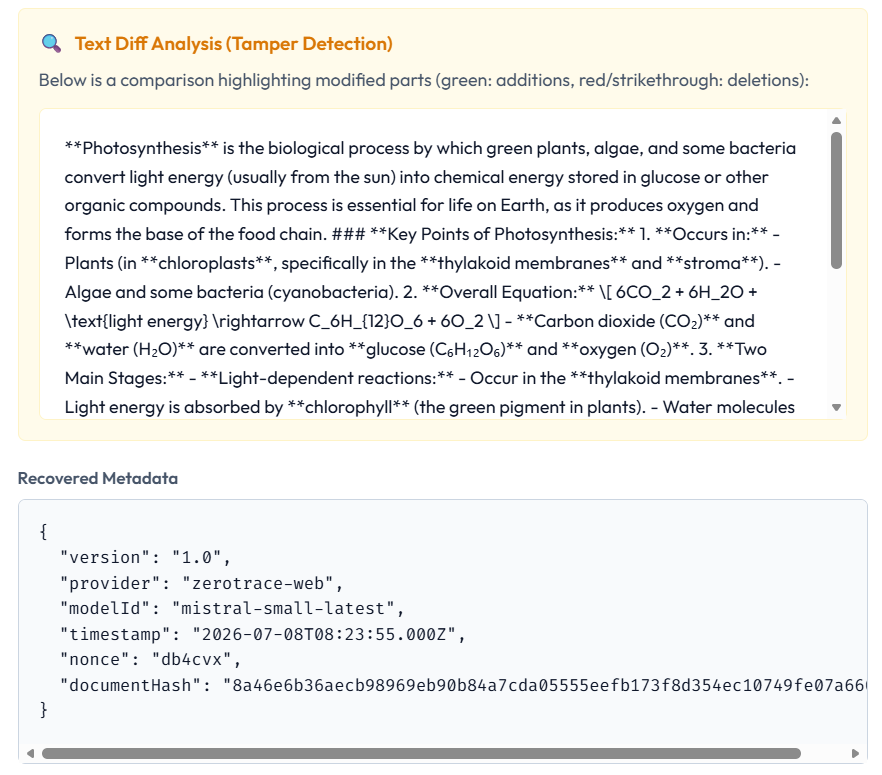 🔍 Text Diff Analysis (Tamper Detection)
Below is a comparison highlighting modified parts (green: additions, red/strikethrough: deletions):
**Photosynthesis** is the biological process by which green plants, algae, and some bacteria
convert light energy (usually from the sun) into chemical energy stored in glucose or other
organic compounds. This process is essential for life on Earth, as it produces oxygen and
forms the base of the food chain. ### **Key Points of Photosynthesis:** 1. **Occurs in:** -
Plants (in **chloroplasts**, specifically in the **thylakoid membranes** and **stroma**). -
Algae and some bacteria (cyanobacteria). 2. **Overall Equation:** \[ 6CO_2 + 6H_2O +
\text{light energy} \rightarrow C_6H_{12}O_6 + 6O_2 \] - **Carbon dioxide (CO₂)** and
**water (H₂O)** are converted into **glucose (C₆H₁₂O₆)** and **oxygen (O₂)**. 3. **Two
Main Stages:** - **Light-dependent reactions:** - Occur in the **thylakoid membranes**. -
Light energy is absorbed by **chlorophyll** (the green pigment in plants). - Water molecules
Recovered Metadata
{
  "version": "1.0",
  "provider": "zerotrace-web",
  "modelId": "mistral-small-latest",
  "timestamp": "2026-07-08T08:23:55.000Z",
  "nonce": "db4cvx",
  "documentHash": "8a46e6b36aecb98969eb90b84a7cda05555eefb173f8d354ec10749fe07a66
}